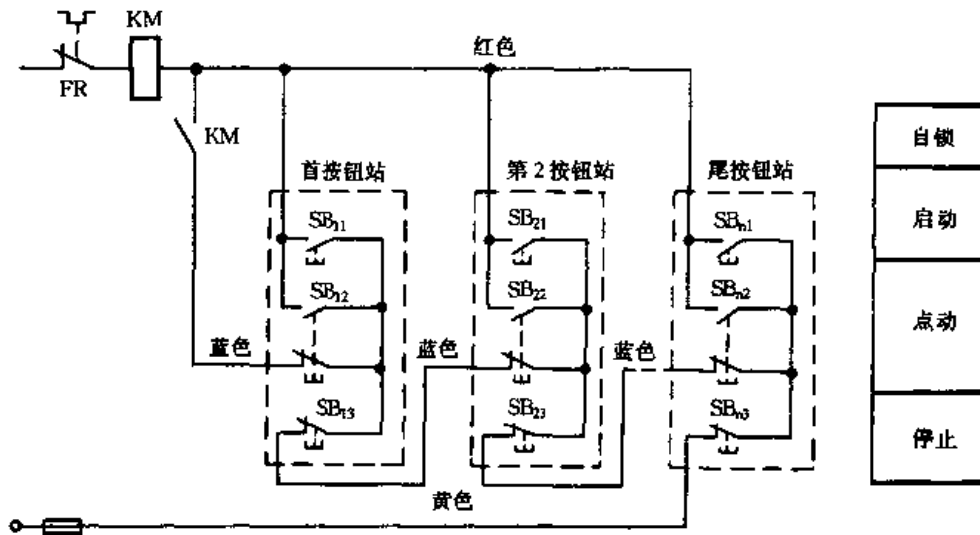 KM
红色
FR
KM
自锁
首按钮站
第2按钮站
尾按钮站
SB₁₁
SB₂₁
SBₙ₁
启动
SB₁₂
SB₂₂
SBₙ₂
点动
蓝色
蓝色
蓝色
SB₁₃
SB₂₃
SBₙ₃
停止
黄色